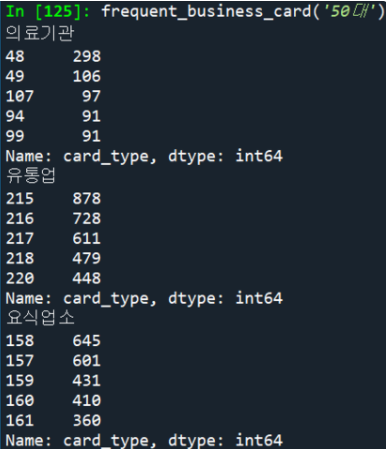 In [125]: frequent_business_card('50대')
의료기관
48 298
49 106
107 97
94 91
99 91
Name: card_type, dtype: int64
유통업
215 878
216 728
217 611
218 479
220 448
Name: card_type, dtype: int64
요식업소
158 645
157 601
159 431
160 410
161 360
Name: card_type, dtype: int64